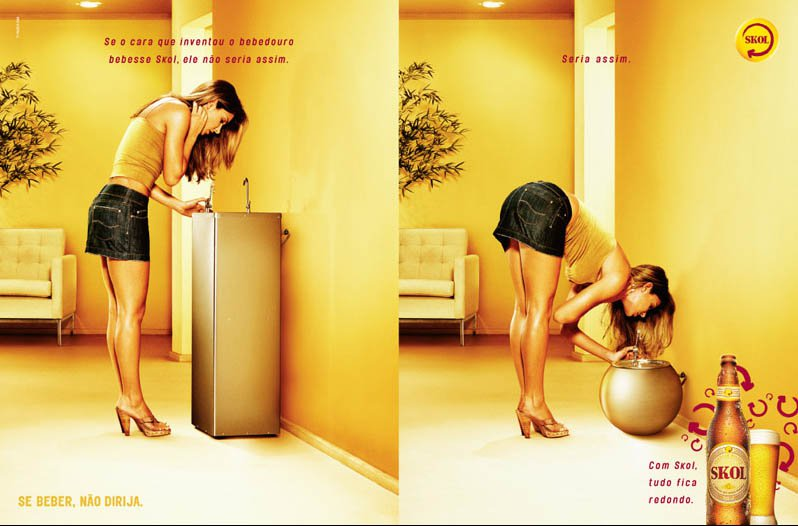 Se o cara que inventou o bebedouro
bebesse Skol, ele não seria assim.
Seria assim.
SKOL
SE BEBER, NÃO DIRIJA.
Com Skol,
tudo fica
redondo.
SKOL